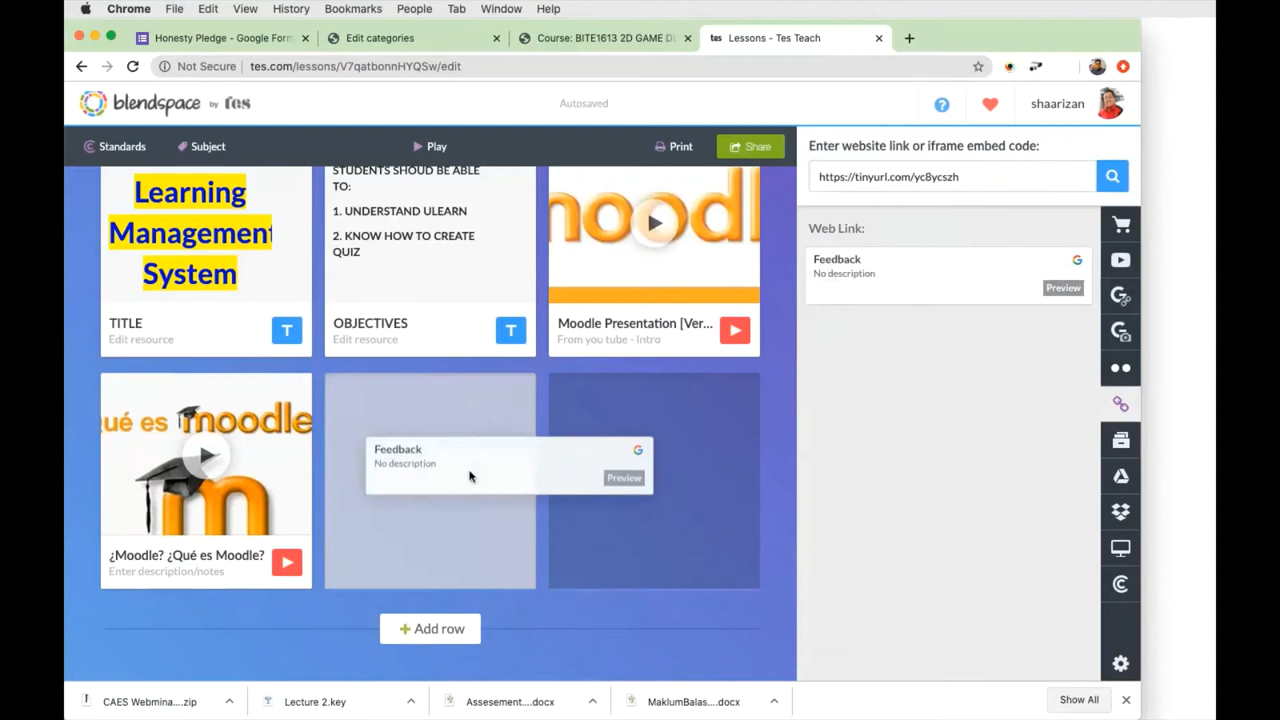 Chrome File Edit View History Bookmarks People Tab Window Help
Honesty Pledge - Google Form
Edit categories
Course: BITE1613 2D GAME DE
tes Lessons - Tes Teach
Not Secure tes.com/lessons/V7qatbonnHYQSw/edit
blendspace by tes
Autosaved
shaarizan
Standards
Subject
Play
Print
Share
Enter website link or iframe embed code:
https://tinyurl.com/yc8ycszh
Web Link:
Feedback
No description
Preview
Learning
Management
System
TITLE
Edit resource
T
STUDENTS SHOULD BE ABLE
TO:
1. UNDERSTAND ULEARN
2. KNOW HOW TO CREATE
QUIZ
OBJECTIVES
Edit resource
T
moodl
Moodle Presentation [Ver...
From you tube - Intro
Qué es moodle
m
¿Moodle? ¿Qué es Moodle?
Enter description/notes
Feedback
No description
Preview
+ Add row
CAES Webmina....zip
Lecture 2.key
Assesement....docx
MaklumBalas....docx
Show All